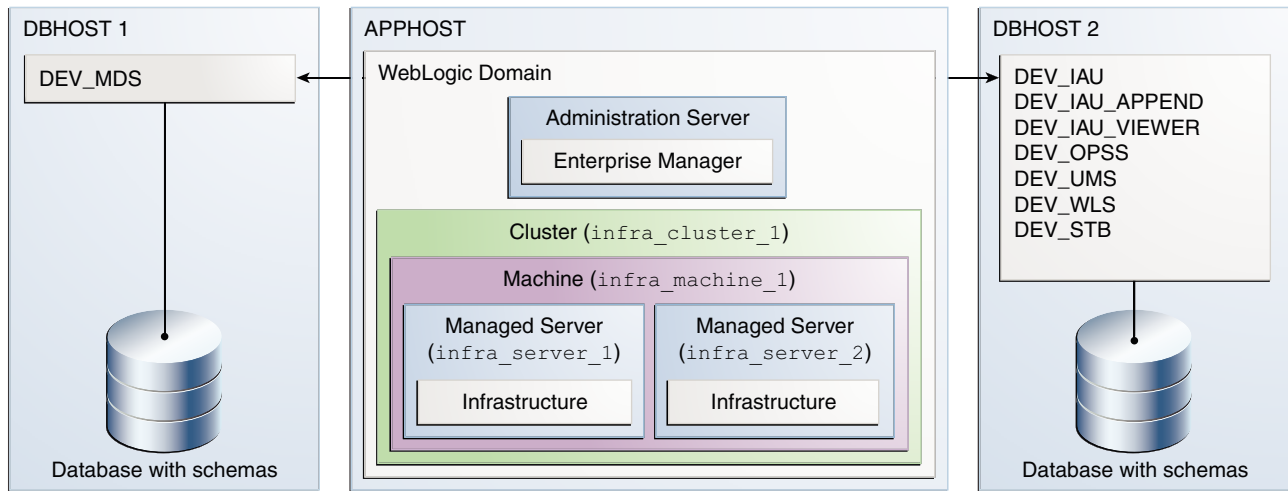 DBHOST 1
DEV_MDS
Database with schemas
APPHOST
WebLogic Domain
Administration Server
Enterprise Manager
Cluster (infra_cluster_1)
Machine (infra_machine_1)
Managed Server
(infra_server_1)
Infrastructure
Managed Server
(infra_server_2)
Infrastructure
DBHOST 2
DEV_IAU
DEV_IAU_APPEND
DEV_IAU_VIEWER
DEV_OPSS
DEV_UMS
DEV_WLS
DEV_STB
Database with schemas